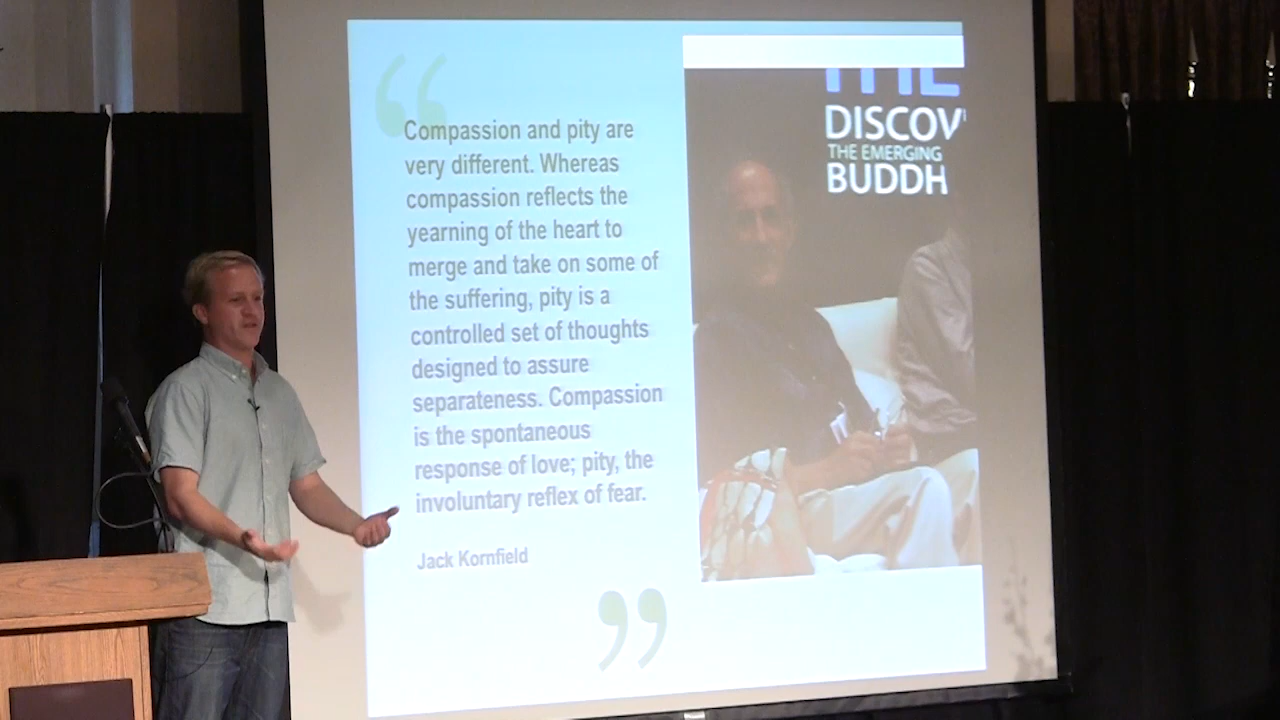 Compassion and pity are
very different. Whereas
compassion reflects the
yearning of the heart to
merge and take on some of
the suffering, pity is a
controlled set of thoughts
designed to assure
separateness. Compassion
is the spontaneous
response of love; pity, the
involuntary reflex of fear.
Jack Kornfield
DISCOV
THE EMERGING
BUDDH